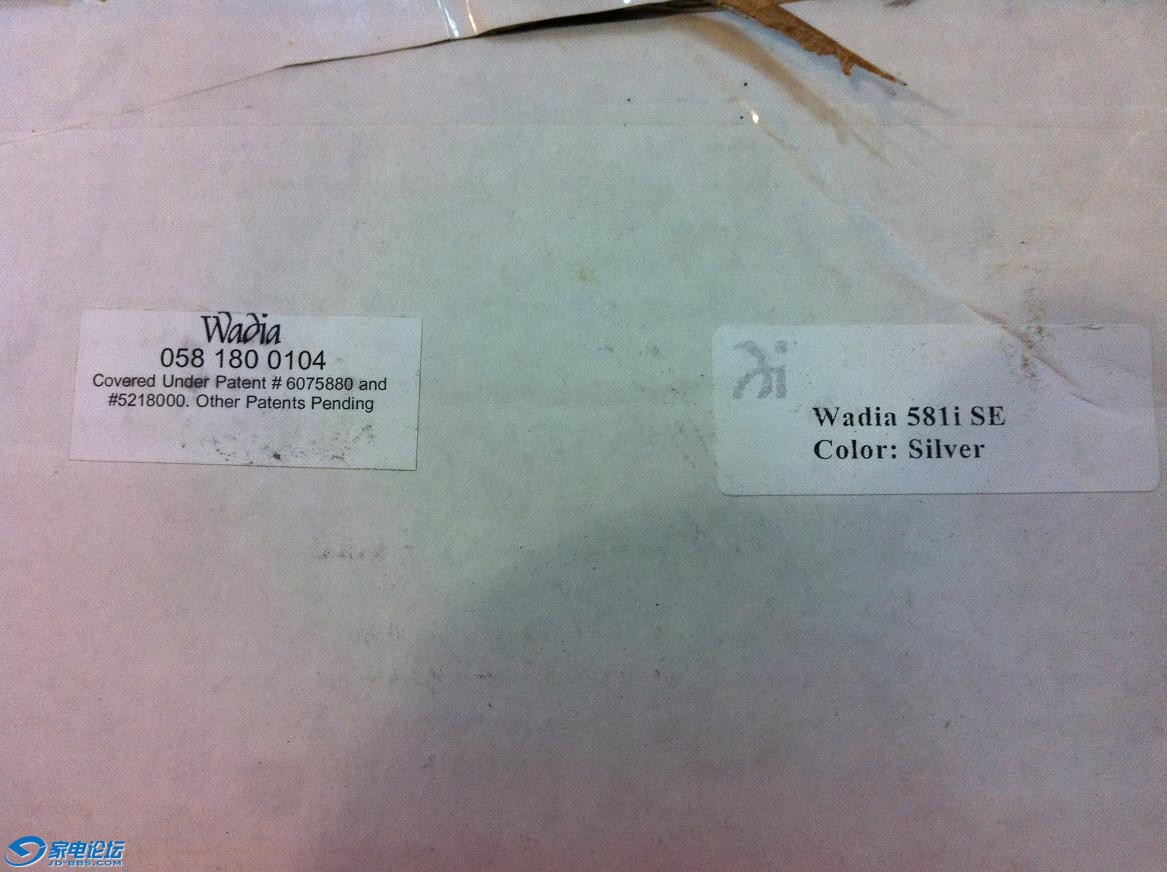 Wadia
058 180 0104
Covered Under Patent # 6075880 and
#5218000. Other Patents Pending
Wadia 581i SE
Color: Silver
家电论坛
JD-BBS.COM